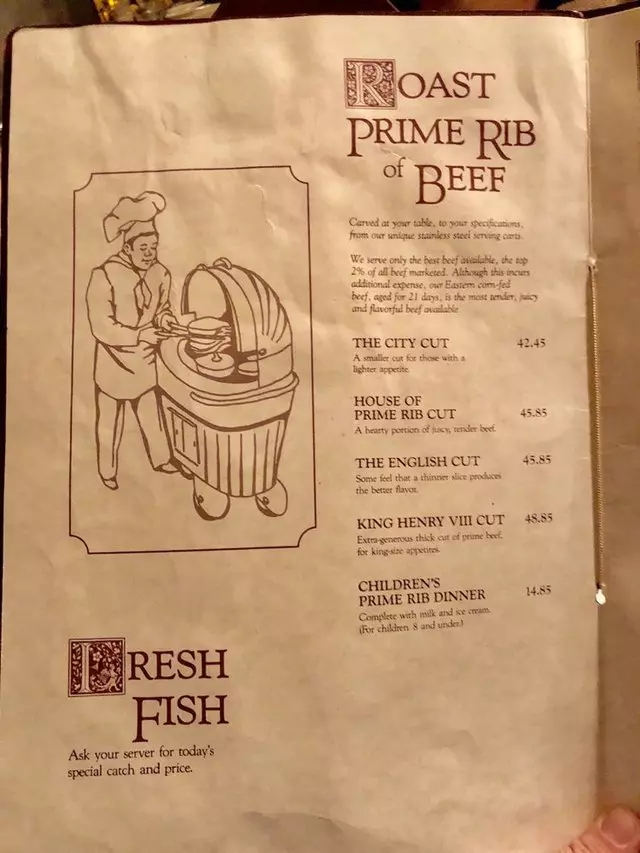 ROAST
PRIME RIB
of BEEF
Carved at your table, to your specifications,
from our unique stainless steel serving carts.
We serve only the best beef available, the top
2% of all beef marketed. Although this incurs
additional expense, our Eastern corn-fed
beef, aged for 21 days, is the most tender, juicy
and flavorful beef available
THE CITY CUT 42.45
A smaller cut for those with a
lighter appetite.
HOUSE OF
PRIME RIB CUT 45.85
A hearty portion of juicy, tender beef.
THE ENGLISH CUT 45.85
Some feel that a thinner slice produces
the better flavor.
KING HENRY VIII CUT 48.85
Extra-generous thick cut of prime beef,
for king-size appetites.
CHILDREN'S
PRIME RIB DINNER 14.85
Complete with milk and ice cream.
(For children 8 and under.)
FRESH
FISH
Ask your server for today's
special catch and price.